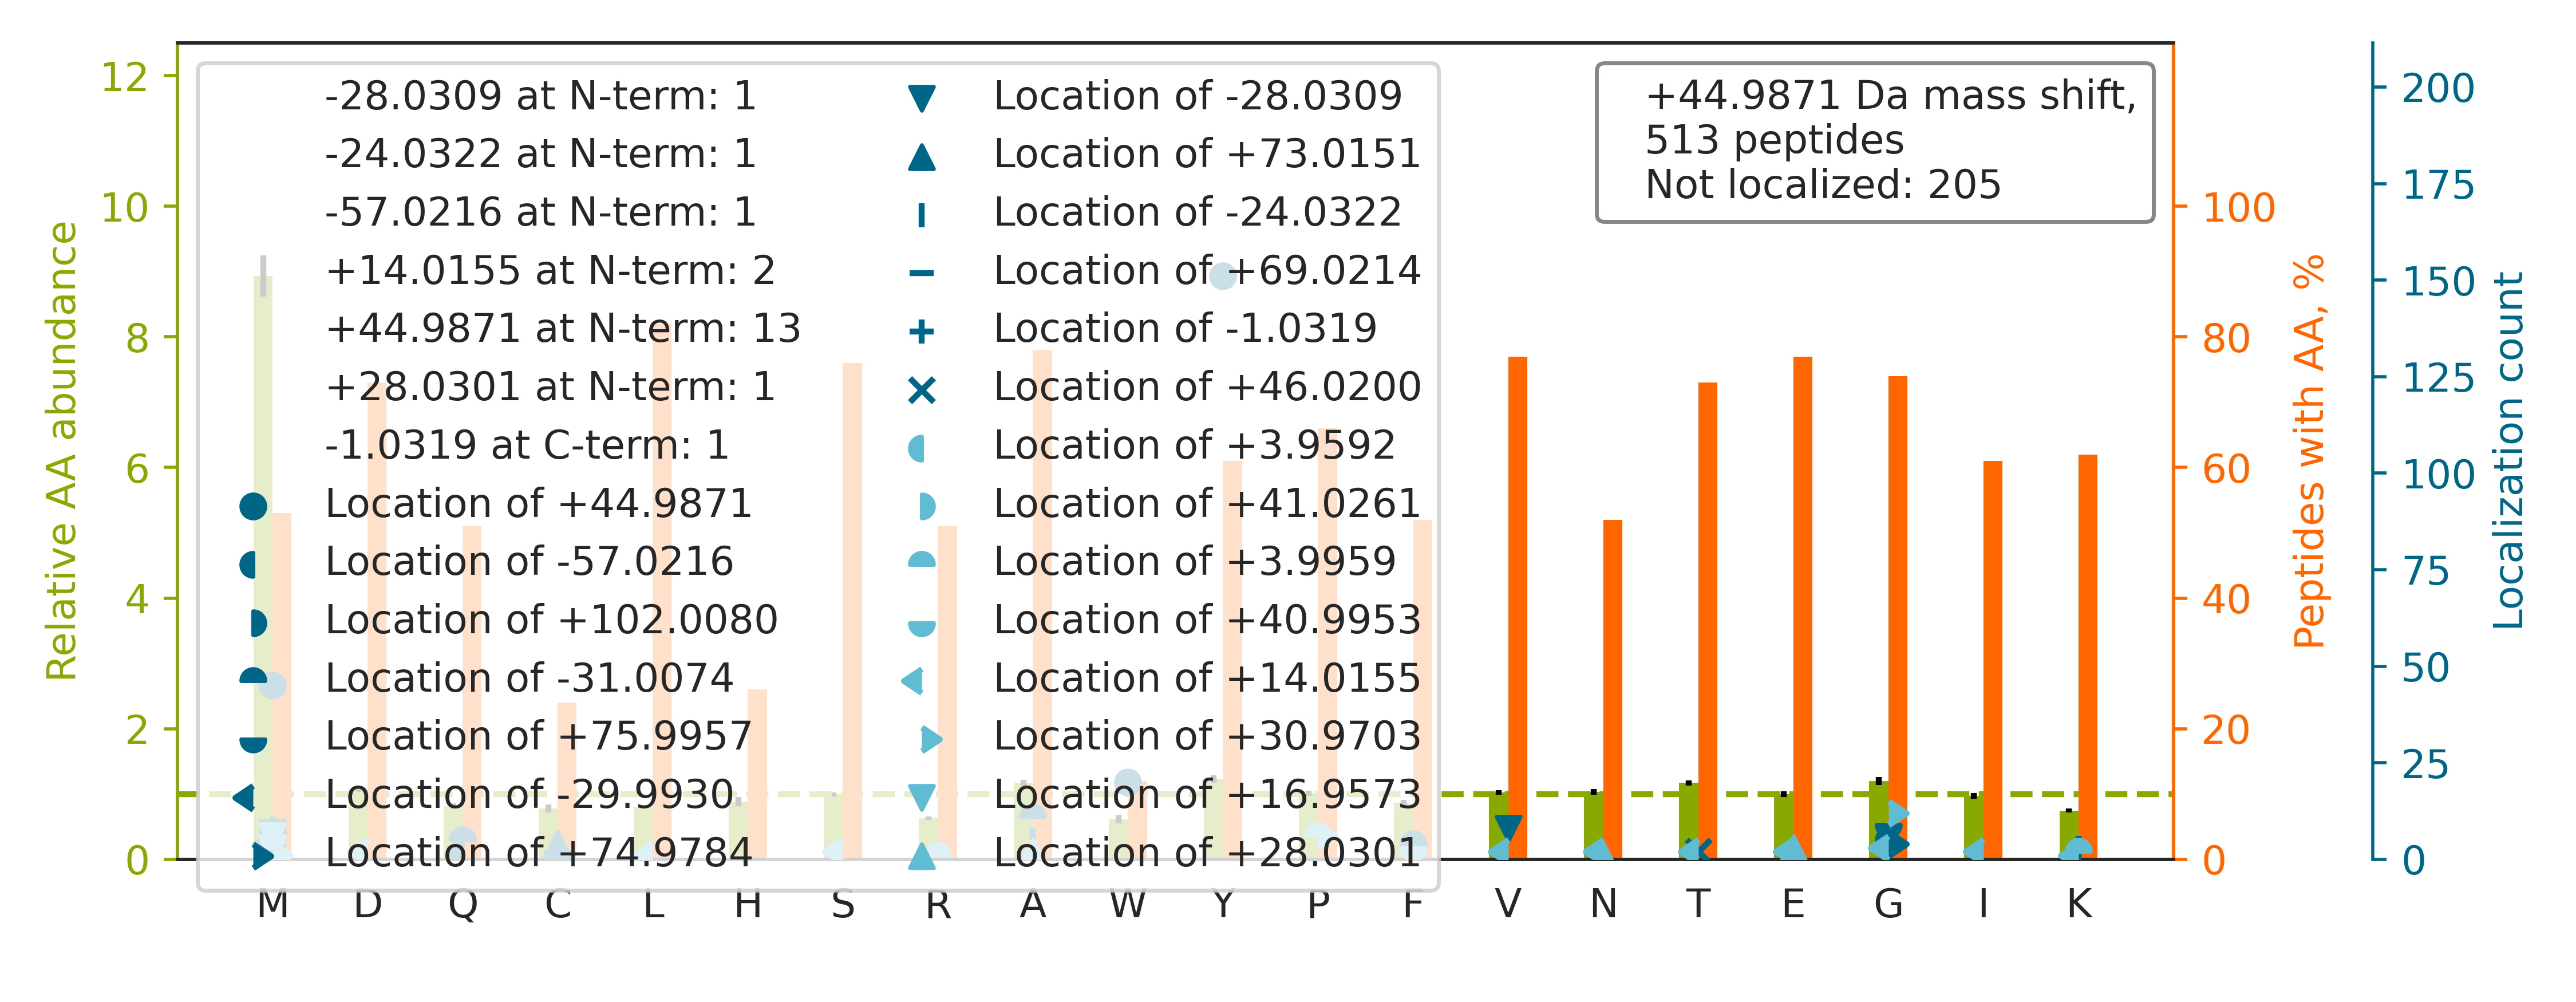 12
10
8
6
4
2
0
Relative AA abundance
-28.0309 at N-term: 1
-24.0322 at N-term: 1
-57.0216 at N-term: 1
+14.0155 at N-term: 2
+44.9871 at N-term: 13
+28.0301 at N-term: 1
-1.0319 at C-term: 1
Location of +44.9871
Location of -57.0216
Location of +102.0080
Location of -31.0074
Location of +75.9957
Location of -29.9930
Location of +74.9784
Location of -28.0309
Location of +73.0151
Location of -24.0322
Location of +69.0214
Location of -1.0319
Location of +46.0200
Location of +3.9592
Location of +41.0261
Location of +3.9959
Location of +40.9953
Location of +14.0155
Location of +30.9703
Location of +16.9573
Location of +28.0301
+44.9871 Da mass shift,
513 peptides
Not localized: 205
M D Q C L H S R A W Y P F V N T E G I K
100
80
60
40
20
0
Peptides with AA, %
200
175
150
125
100
75
50
25
0
Localization count